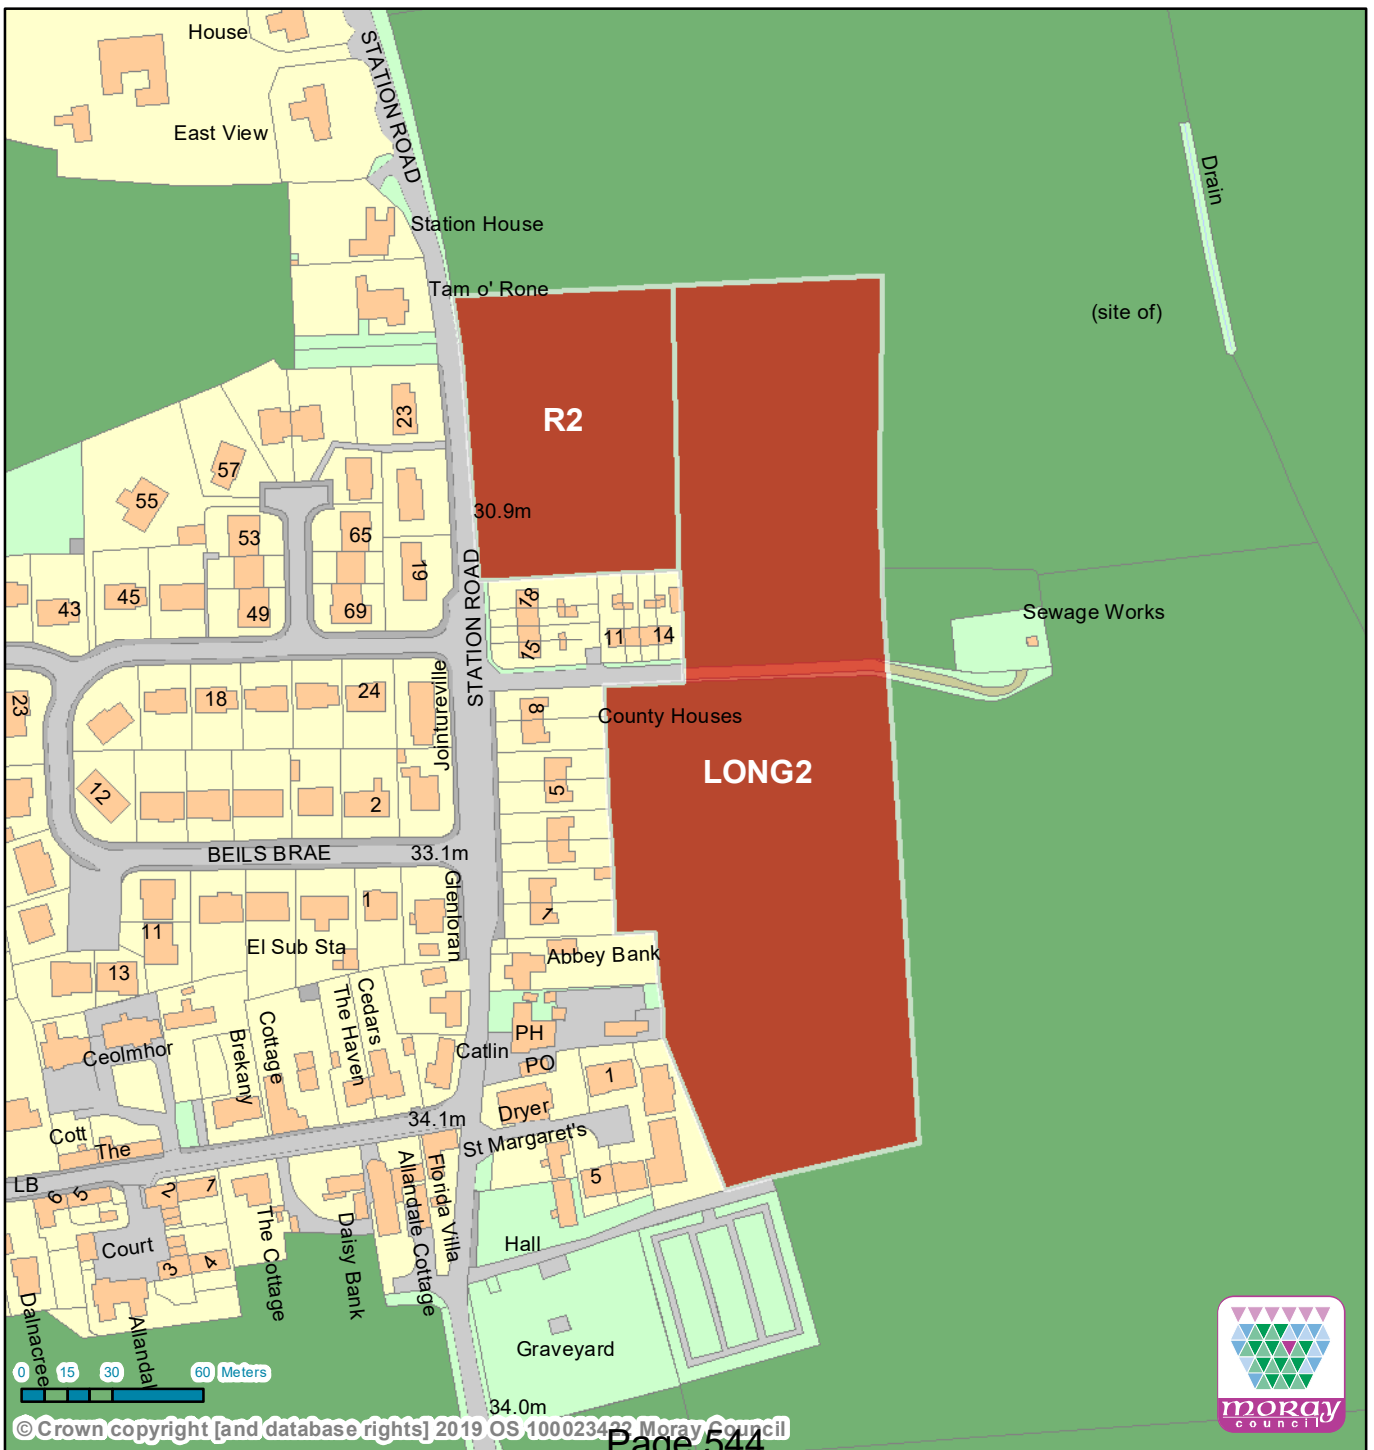 House
STATION ROAD
East View
Drain
Station House
Tam o' Rone
(site of)
R2
23
57
55
30.9m
53
65
19
STATION ROAD
18
45
43
49
69
Sewage Works
11
14
15
Jointureville
23
18
24
8
County Houses
LONG2
12
2
5
BEILS BRAE
33.1m
Glenloran
1
7
11
El Sub Sta
Abbey Bank
13
Cedars
The Haven
Cottage
Brekany
PH
Ceolmhor
Catlin
PO
1
Dryer
34.1m
Cott
The
St Margaret's
LB
6
5
2
7
5
Florida Villa
Allandale Cottage
Daisy Bank
The Cottage
Court
Hall
3
4
Dalnacree
Allandal
Graveyard
0 15 30 60 Meters
34.0m
© Crown copyright [and database rights] 2019 OS 100023422 Moray Council
Page 544
moray
council